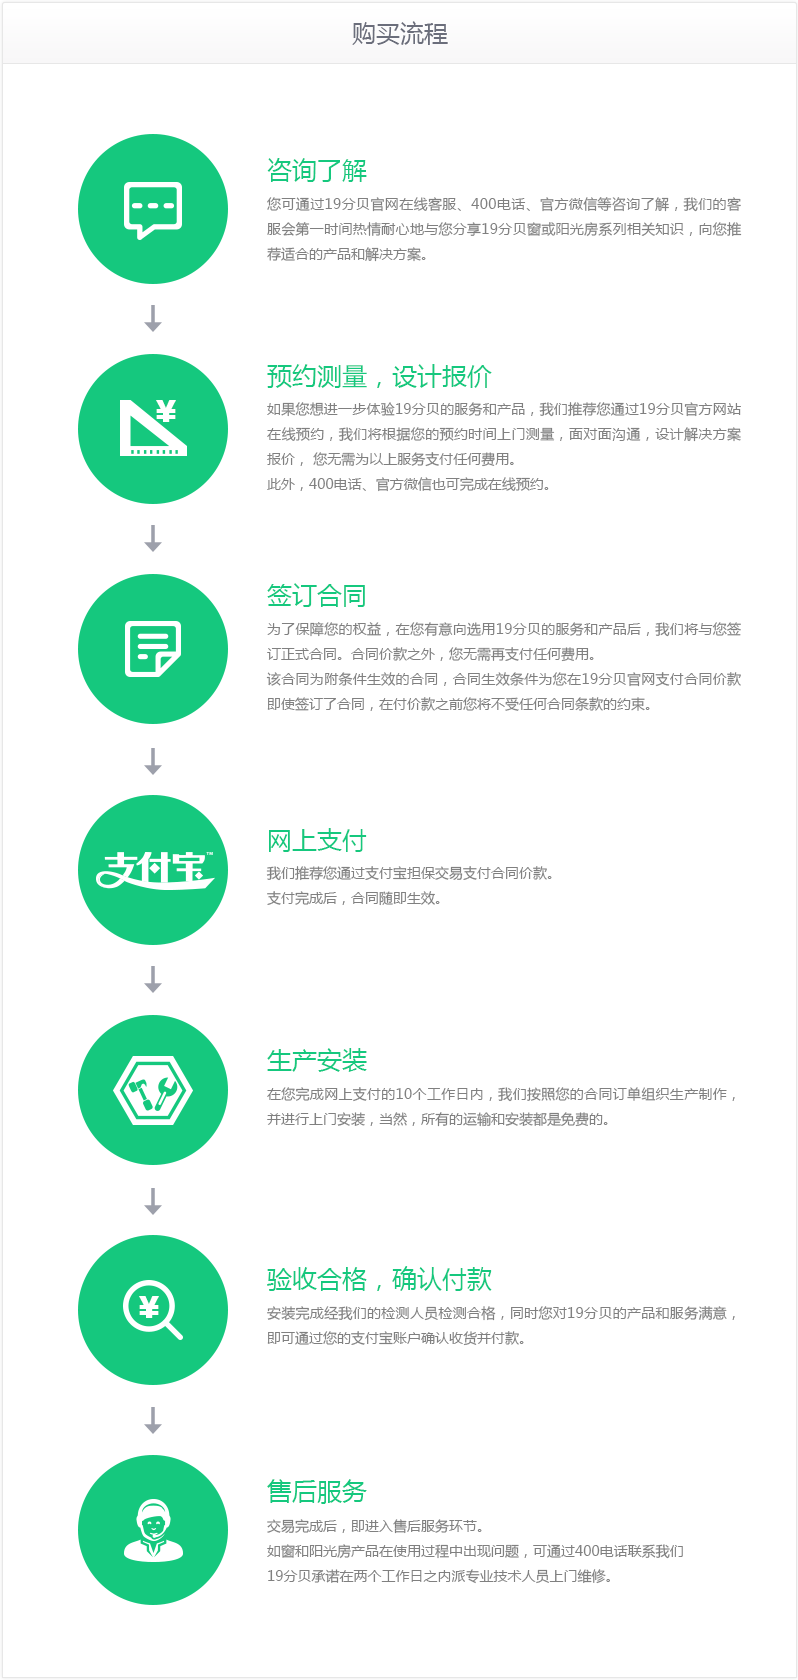 购买流程
咨询了解
您可通过19分贝官网在线客服、400电话、官方微信等咨询了解，我们的客
服会第一时间热情耐心地与您分享19分贝窗或阳光房系列相关知识，向您推
荐适合的产品和解决方案。
¥
预约测量，设计报价
如果您想进一步体验19分贝的服务和产品，我们推荐您通过19分贝官方网站
在线预约，我们将根据您的预约时间上门测量，面对面沟通，设计解决方案
报价， 您无需为以上服务支付任何费用。
此外，400电话、官方微信也可完成在线预约。
签订合同
为了保障您的权益，在您有意向选用19分贝的服务和产品后，我们将与您签
订正式合同。合同价款之外，您无需再支付任何费用。
该合同为附条件生效的合同，合同生效条件为您在19分贝官网支付合同价款
即使签订了合同，在付价款之前您将不受任何合同条款的约束。
支付宝™
网上支付
我们推荐您通过支付宝担保交易支付合同价款。
支付完成后，合同随即生效。
生产安装
在您完成网上支付的10个工作日内，我们按照您的合同订单组织生产制作，
并进行上门安装，当然，所有的运输和安装都是免费的。
¥
验收合格，确认付款
安装完成经我们的检测人员检测合格，同时您对19分贝的产品和服务满意，
即可通过您的支付宝账户确认收货并付款。
售后服务
交易完成后，即进入售后服务环节。
如窗和阳光房产品在使用过程中出现问题，可通过400电话联系我们
19分贝承诺在两个工作日之内派专业技术人员上门维修。